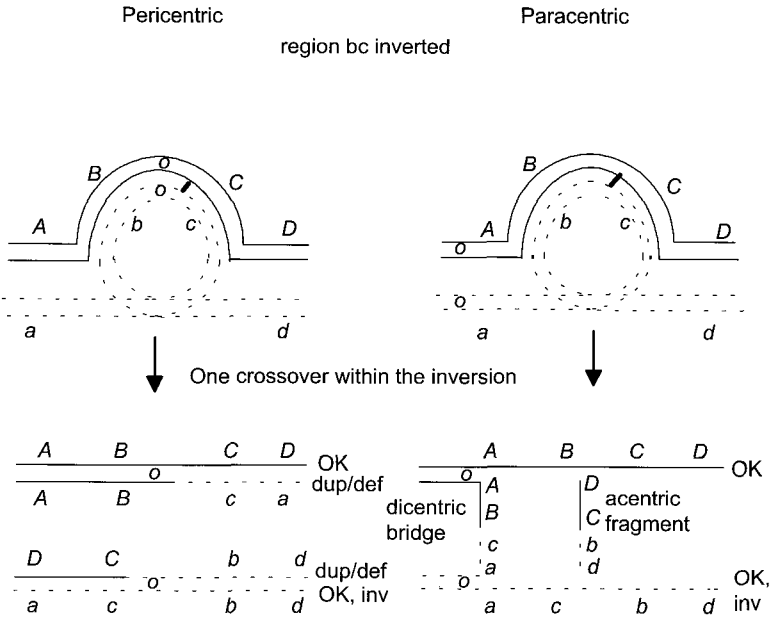 Pericentric Paracentric
region bc inverted
B o C B C
o
A b c D A b c D
o
o
a d a d
One crossover within the inversion
A B C D OK A B C D OK
o o
A B c a dup/def A D
dicentric bridge B C acentric fragment
c b
D C b d dup/def a d
o o
a c b d OK, inv a c b d OK, inv